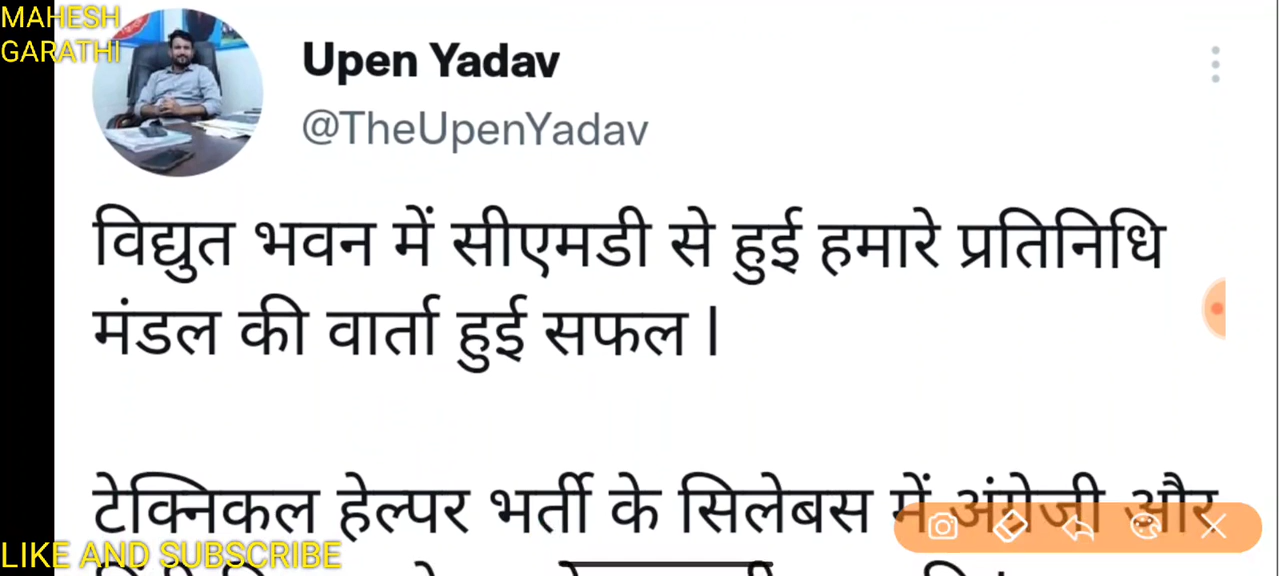 MAHESH
GARATHI
Upen Yadav
@TheUpenYadav
विद्युत भवन में सीएमडी से हुई हमारे प्रतिनिधि
मंडल की वार्ता हुई सफल |
टेक्निकल हेल्पर भर्ती के सिलेबस में अंग्रेजी और
LIKE AND SUBSCRIBE